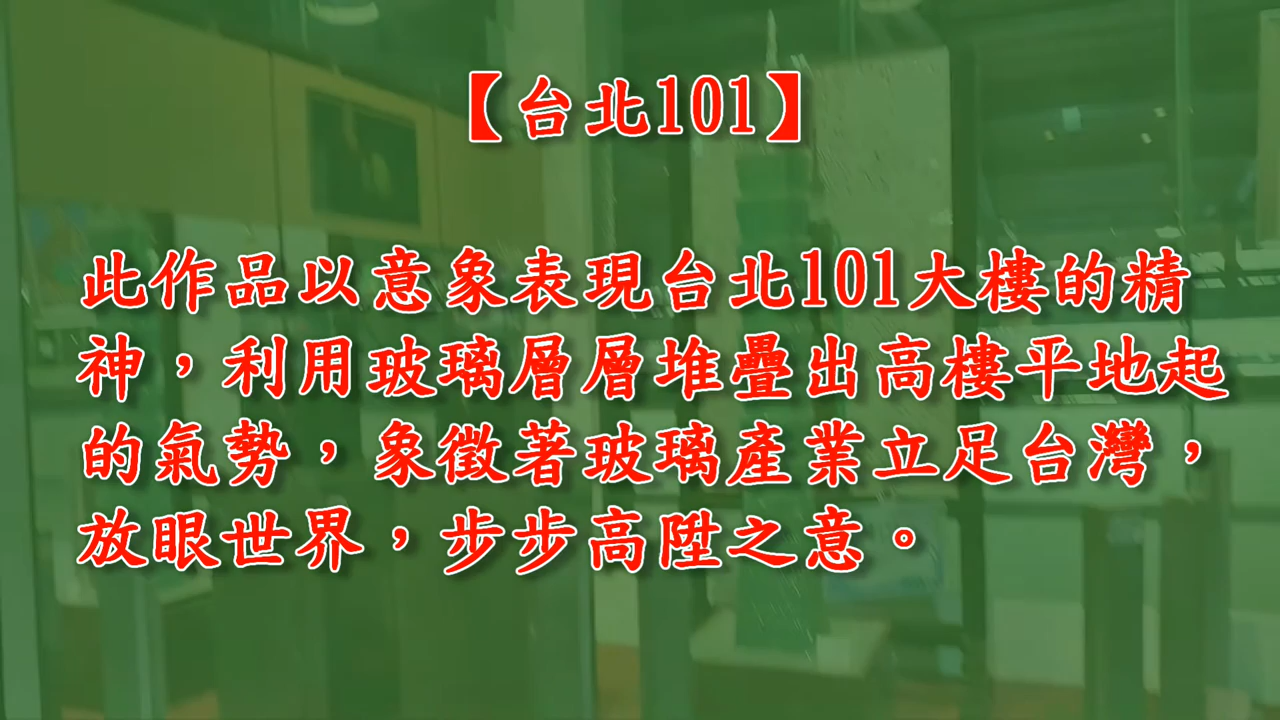 【台北101】
此作品以意象表現台北101大樓的精
神，利用玻璃層層堆疊出高樓平地起
的氣勢，象徵著玻璃產業立足台灣，
放眼世界，步步高陞之意。